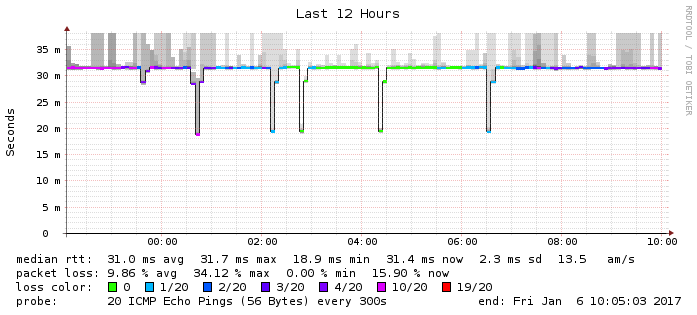 Last 12 Hours
RRDTOOL / TOBI OETIKER
Seconds
35 m
30 m
25 m
20 m
15 m
10 m
5 m
0
00:00 02:00 04:00 06:00 08:00 10:00
median rtt: 31.0 ms avg 31.7 ms max 18.9 ms min 31.4 ms now 2.3 ms sd 13.5 am/s
packet loss: 9.86 % avg 34.12 % max 0.00 % min 15.90 % now
loss color: 0 1/20 2/20 3/20 4/20 10/20 19/20
probe: 20 ICMP Echo Pings (56 Bytes) every 300s end: Fri Jan 6 10:05:03 2017